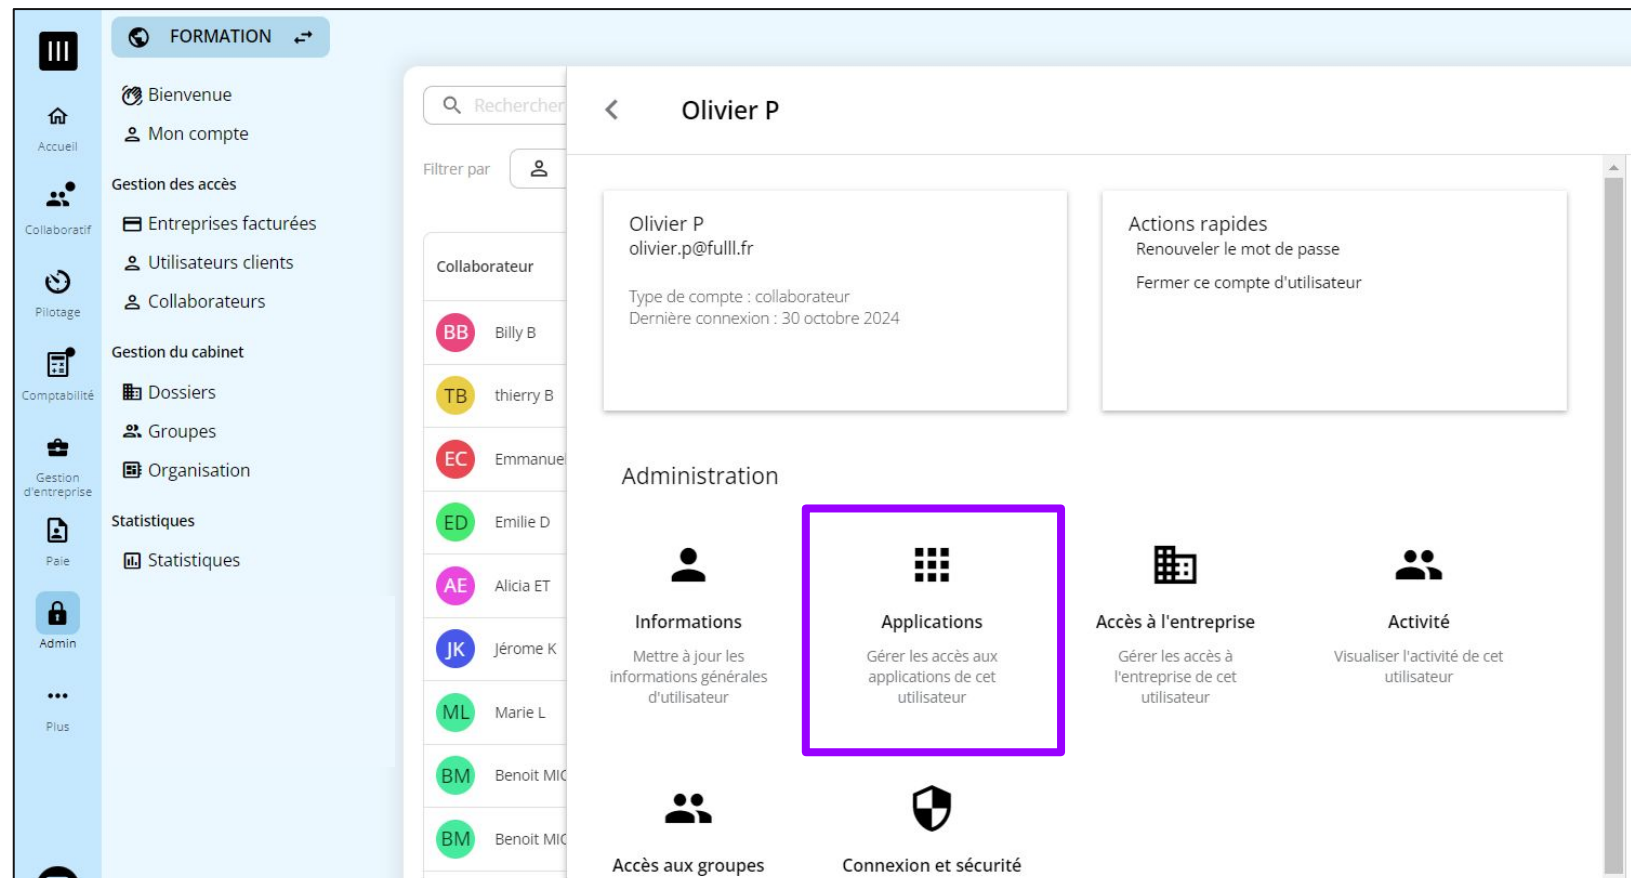 FORMATION
Accueil
Collaboratif
Pilotage
Comptabilité
Gestion
d'entreprise
Paie
Admin
Plus
Bienvenue
Mon compte
Gestion des accès
Entreprises facturées
Utilisateurs clients
Collaborateurs
Gestion du cabinet
Dossiers
Groupes
Organisation
Statistiques
Statistiques
Rechercher
Filtrer par
Collaborateur
BB Billy B
TB thierry B
EC Emmanuel
ED Emilie D
AE Alicia ET
JK Jérome K
ML Marie L
BM Benoit MIC
BM Benoit MIC
Olivier P
Olivier P
olivier.p@fulll.fr
Type de compte : collaborateur
Dernière connexion : 30 octobre 2024
Actions rapides
Renouveler le mot de passe
Fermer ce compte d'utilisateur
Administration
Informations
Mettre à jour les
informations générales
d'utilisateur
Applications
Gérer les accès aux
applications de cet
utilisateur
Accès à l'entreprise
Gérer les accès à
l'entreprise de cet
utilisateur
Activité
Visualiser l'activité de cet
utilisateur
Accès aux groupes
Connexion et sécurité